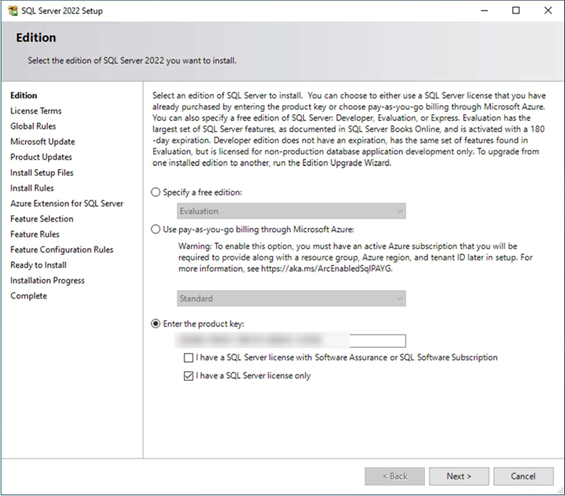 SQL Server 2022 Setup
Edition
Select the edition of SQL Server 2022 you want to install.
Edition
License Terms
Global Rules
Microsoft Update
Product Updates
Install Setup Files
Install Rules
Azure Extension for SQL Server
Feature Selection
Feature Rules
Feature Configuration Rules
Ready to Install
Installation Progress
Complete
Select an edition of SQL Server to install. You can choose to either use a SQL Server license that you have
already purchased by entering the product key or choose pay-as-you-go billing through Microsoft Azure.
You can also specify a free edition of SQL Server: Developer, Evaluation, or Express. Evaluation has the
largest set of SQL Server features, as documented in SQL Server Books Online, and is activated with a 180
-day expiration. Developer edition does not have an expiration, has the same set of features found in
Evaluation, but is licensed for non-production database application development only. To upgrade from
one installed edition to another, run the Edition Upgrade Wizard.
Specify a free edition:
Evaluation
Use pay-as-you-go billing through Microsoft Azure:
Warning: To enable this option, you must have an active Azure subscription that you will be
required to provide along with a resource group, Azure region, and tenant ID later in setup. For
more information, see https://aka.ms/ArcEnabledSqlPAYG.
Standard
Enter the product key:
I have a SQL Server license with Software Assurance or SQL Software Subscription
I have a SQL Server license only
< Back
Next >
Cancel